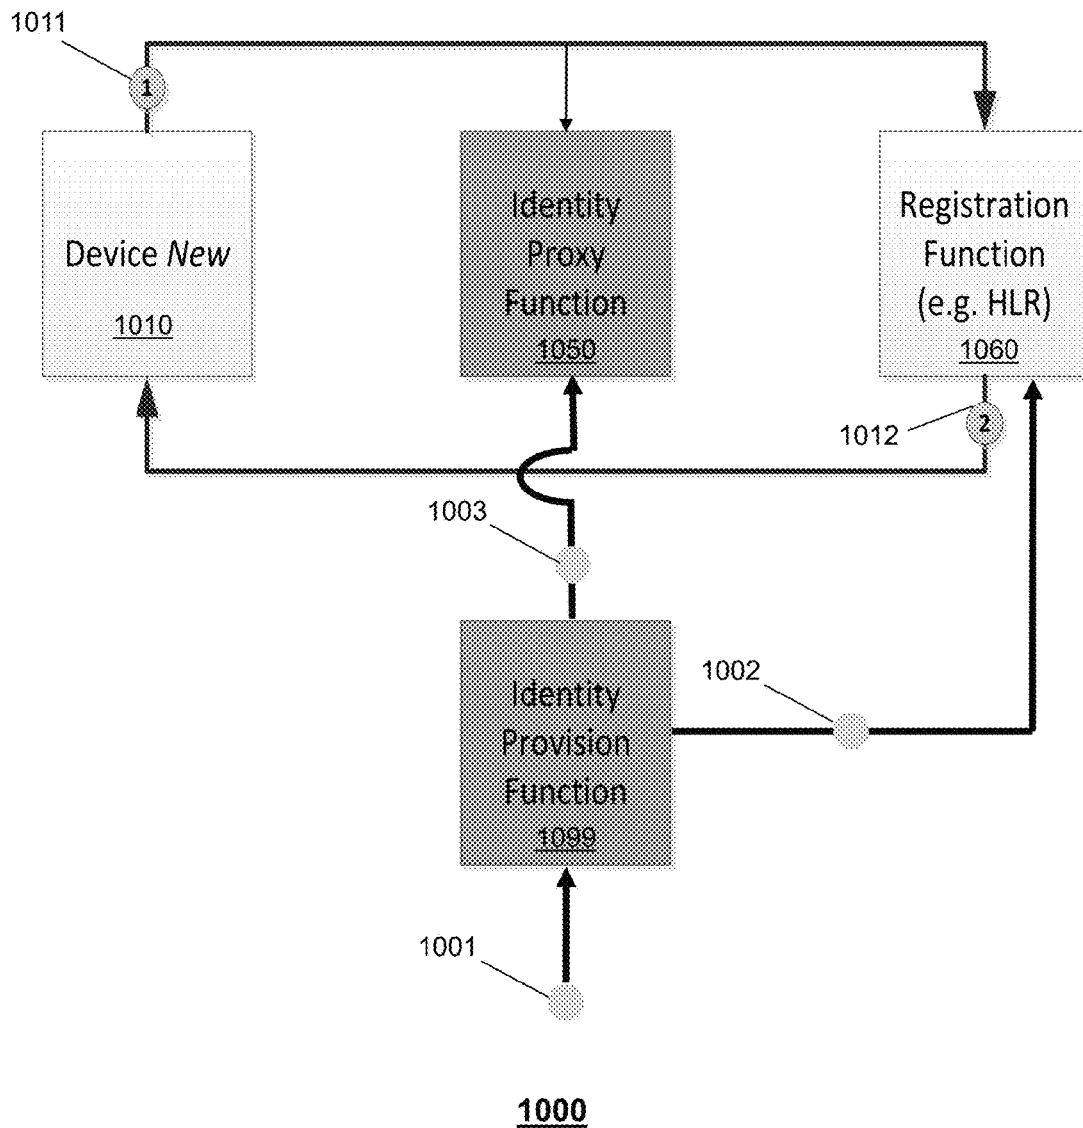 1011
1
Device New
1010
Identity
Proxy
Function
1050
Registration
Function
(e.g. HLR)
1060
1012
2
1003
1002
Identity
Provision
Function
1099
1001
1000